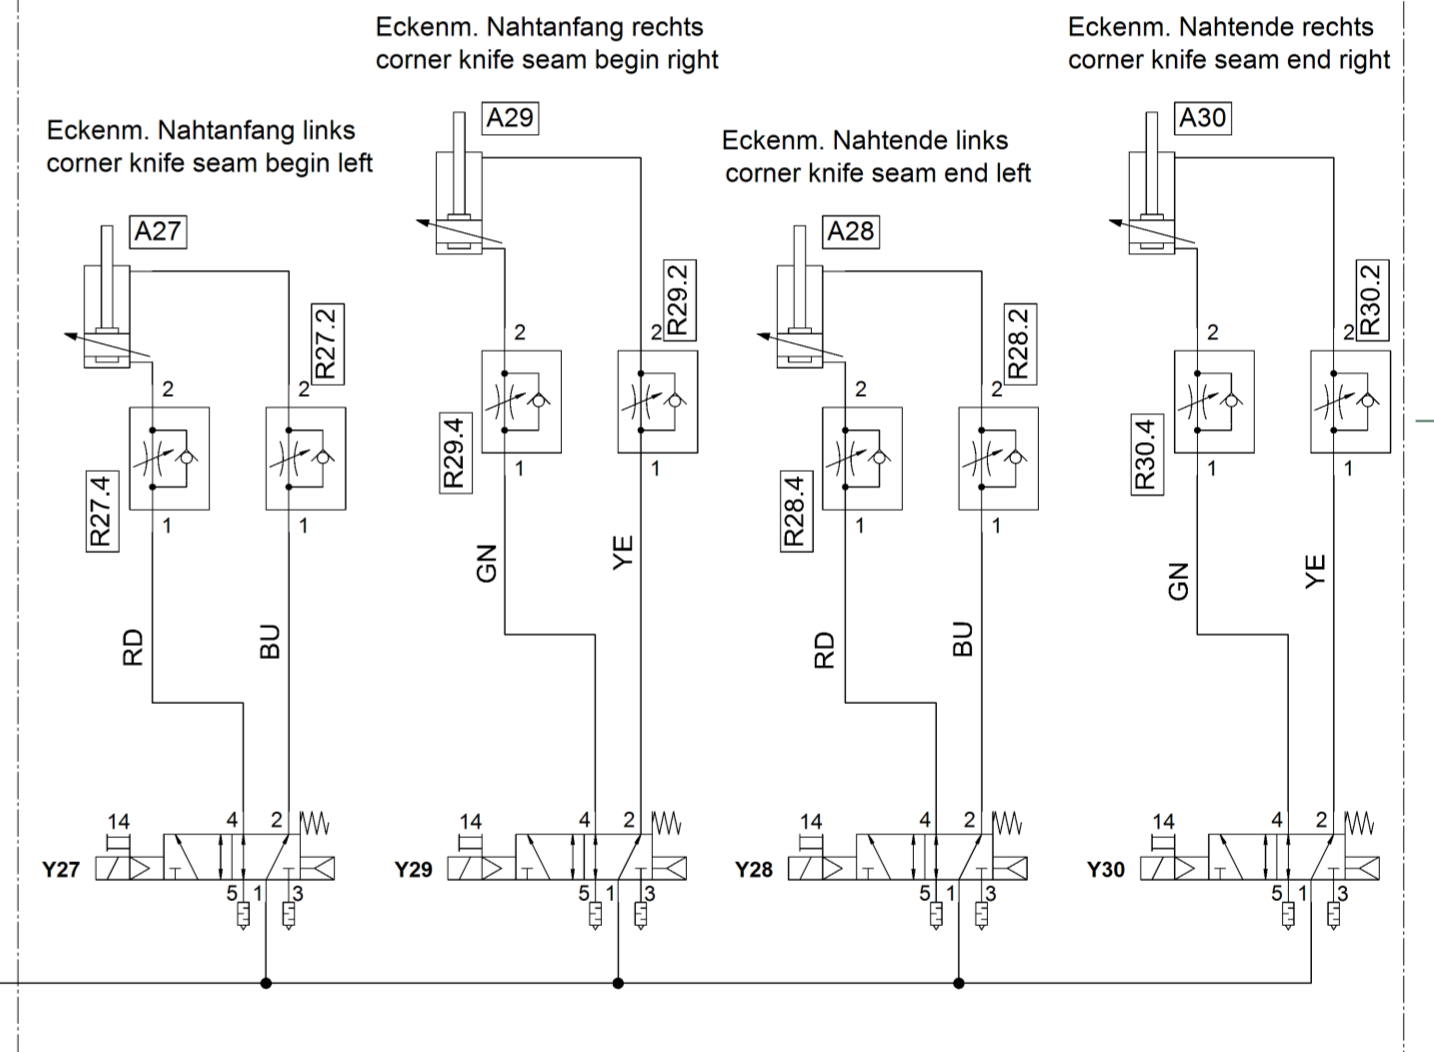 Eckenm. Nahtanfang rechts
corner knife seam begin right
Eckenm. Nahtende rechts
corner knife seam end right
A29
A30
Eckenm. Nahtanfang links
corner knife seam begin left
Eckenm. Nahtende links
corner knife seam end left
A27
A28
R29.2
R30.2
R27.2
R28.2
2
2
2
2
2
2
2
2
R29.4
R30.4
R27.4
R28.4
1
1
1
1
1
1
1
1
GN
YE
GN
YE
RD
BU
RD
BU
14
4
2
14
4
2
14
4
2
14
4
2
Y27
Y29
Y28
Y30
5
1
3
5
1
3
5
1
3
5
1
3